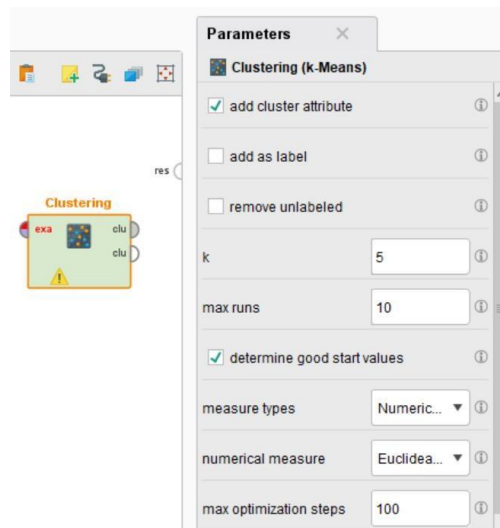 Parameters
Clustering (k-Means)
add cluster attribute
res
add as label
Clustering
remove unlabeled
exa
clu
clu
k
5
max runs
10
determine good start values
measure types
Numeric...
numerical measure
Euclidea...
max optimization steps
100